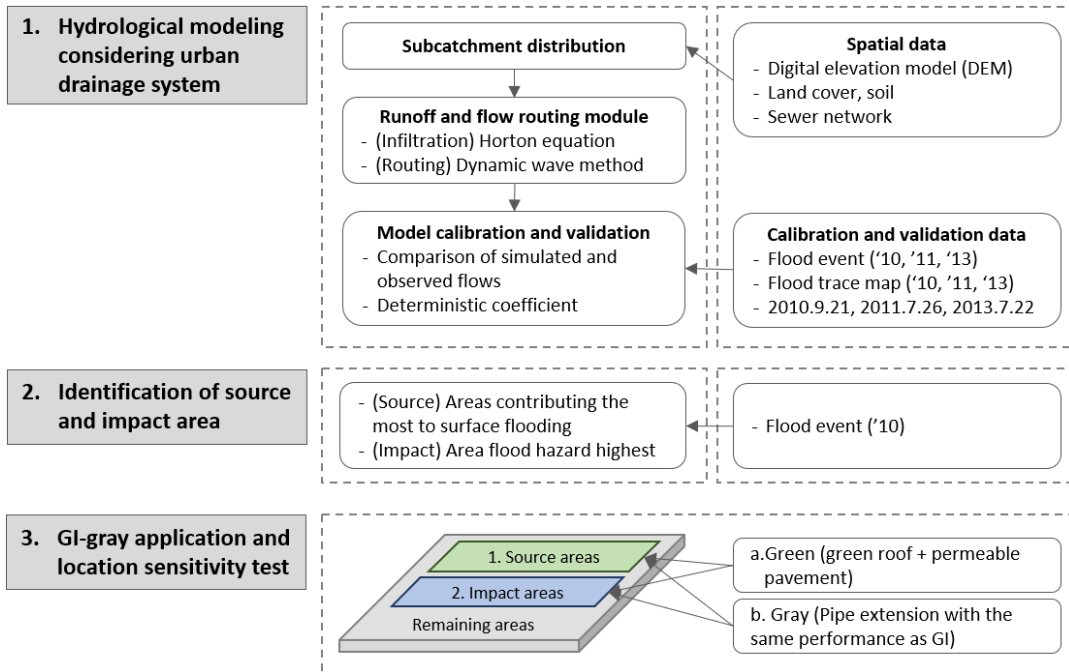 1. Hydrological modeling
considering urban
drainage system
Subcatchment distribution
Runoff and flow routing module
- (Infiltration) Horton equation
- (Routing) Dynamic wave method
Model calibration and validation
- Comparison of simulated and
observed flows
- Deterministic coefficient
Spatial data
- Digital elevation model (DEM)
- Land cover, soil
- Sewer network
Calibration and validation data
- Flood event (‘10, ’11, ‘13)
- Flood trace map (‘10, ’11, ‘13)
- 2010.9.21, 2011.7.26, 2013.7.22
2. Identification of source
and impact area
- (Source) Areas contributing the
most to surface flooding
- (Impact) Area flood hazard highest
- Flood event (’10)
3. GI-gray application and
location sensitivity test
1. Source areas
2. Impact areas
Remaining areas
a.Green (green roof + permeable
pavement)
b. Gray (Pipe extension with the
same performance as GI)